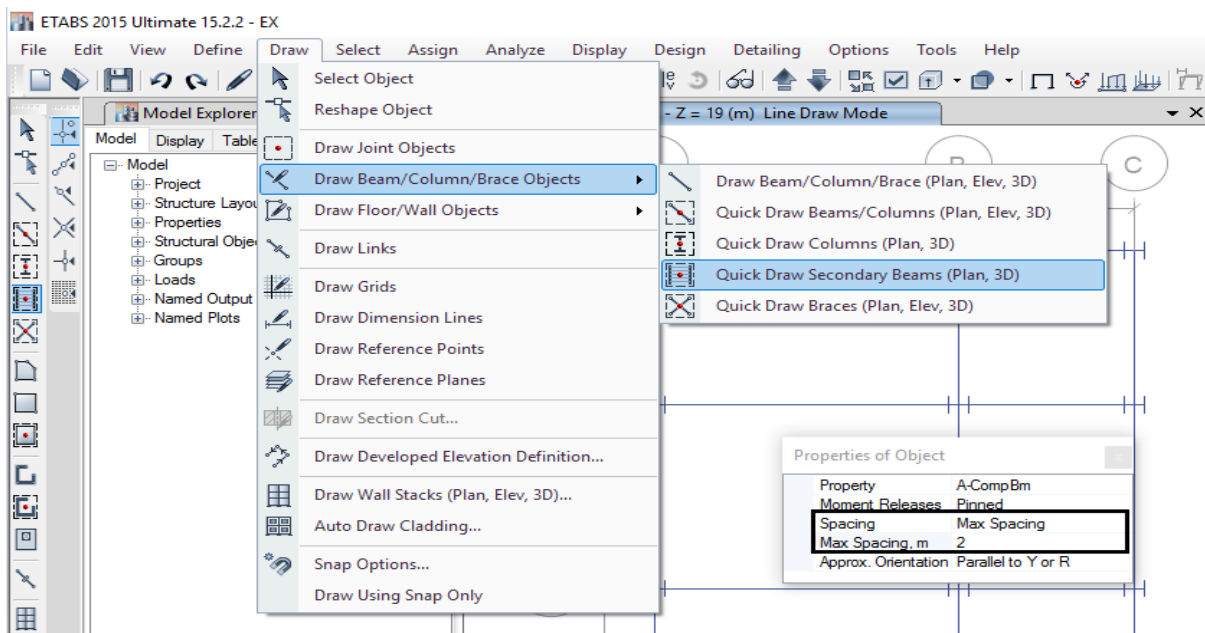 ETABS 2015 Ultimate 15.2.2 - EX
File Edit View Define Draw Select Assign Analyze Display Design Detailing Options Tools Help
Model Explorer
- Z = 19 (m) Line Draw Mode
Model Display Table
Model
Project
Structure Layou
Properties
Structural Obje
Groups
Loads
Named Output
Named Plots
Select Object
Reshape Object
Draw Joint Objects
Draw Beam/Column/Brace Objects
Draw Floor/Wall Objects
Draw Links
Draw Grids
Draw Dimension Lines
Draw Reference Points
Draw Reference Planes
Draw Section Cut...
Draw Developed Elevation Definition...
Draw Wall Stacks (Plan, Elev, 3D)...
Auto Draw Cladding...
Snap Options...
Draw Using Snap Only
Draw Beam/Column/Brace (Plan, Elev, 3D)
Quick Draw Beams/Columns (Plan, Elev, 3D)
Quick Draw Columns (Plan, 3D)
Quick Draw Secondary Beams (Plan, 3D)
Quick Draw Braces (Plan, Elev, 3D)
C
Properties of Object
Property A-CompBm
Moment Releases Pinned
Spacing Max Spacing
Max Spacing, m 2
Approx. Orientation Parallel to Y or R